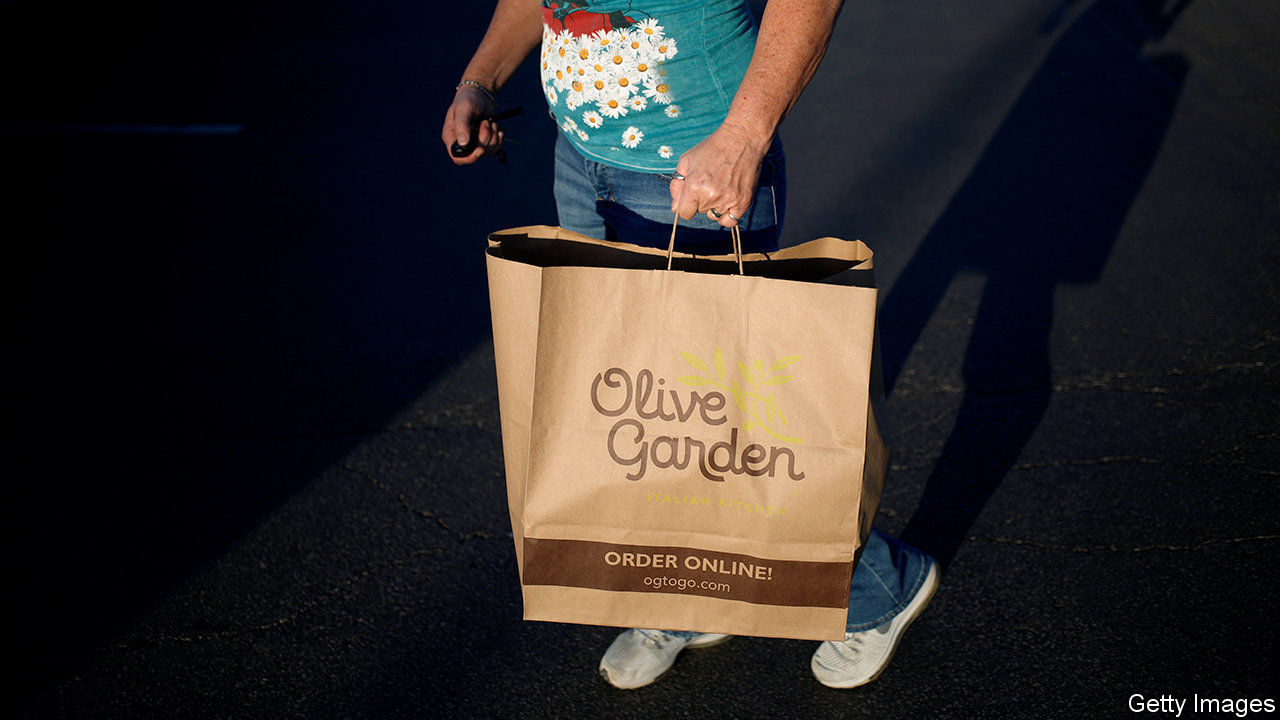 Olive
Garden
ITALIAN KITCHEN
ORDER ONLINE!
ogtogo.com
Getty Images